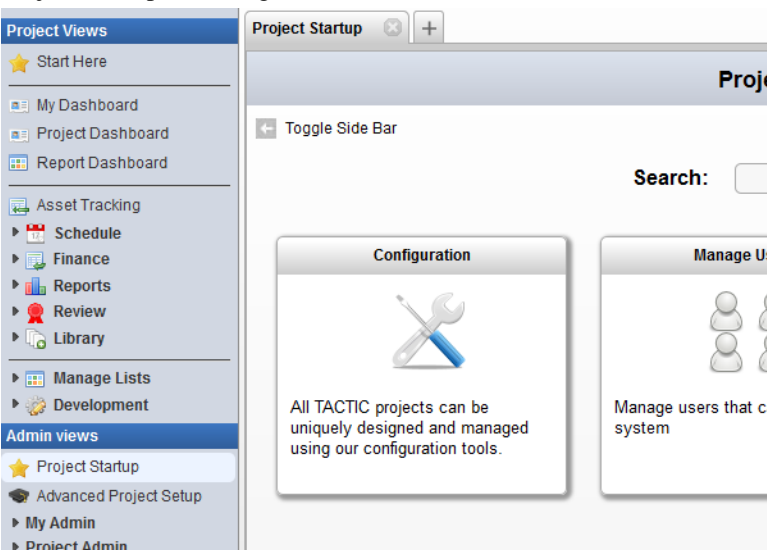 Project Views
Start Here
My Dashboard
Project Dashboard
Report Dashboard
Asset Tracking
Schedule
Finance
Reports
Review
Library
Manage Lists
Development
Admin views
Project Startup
Advanced Project Setup
My Admin
Project Admin
Project Startup
Toggle Side Bar
Search:
Configuration
All TACTIC projects can be
uniquely designed and managed
using our configuration tools.
Manage
Manage users that
system